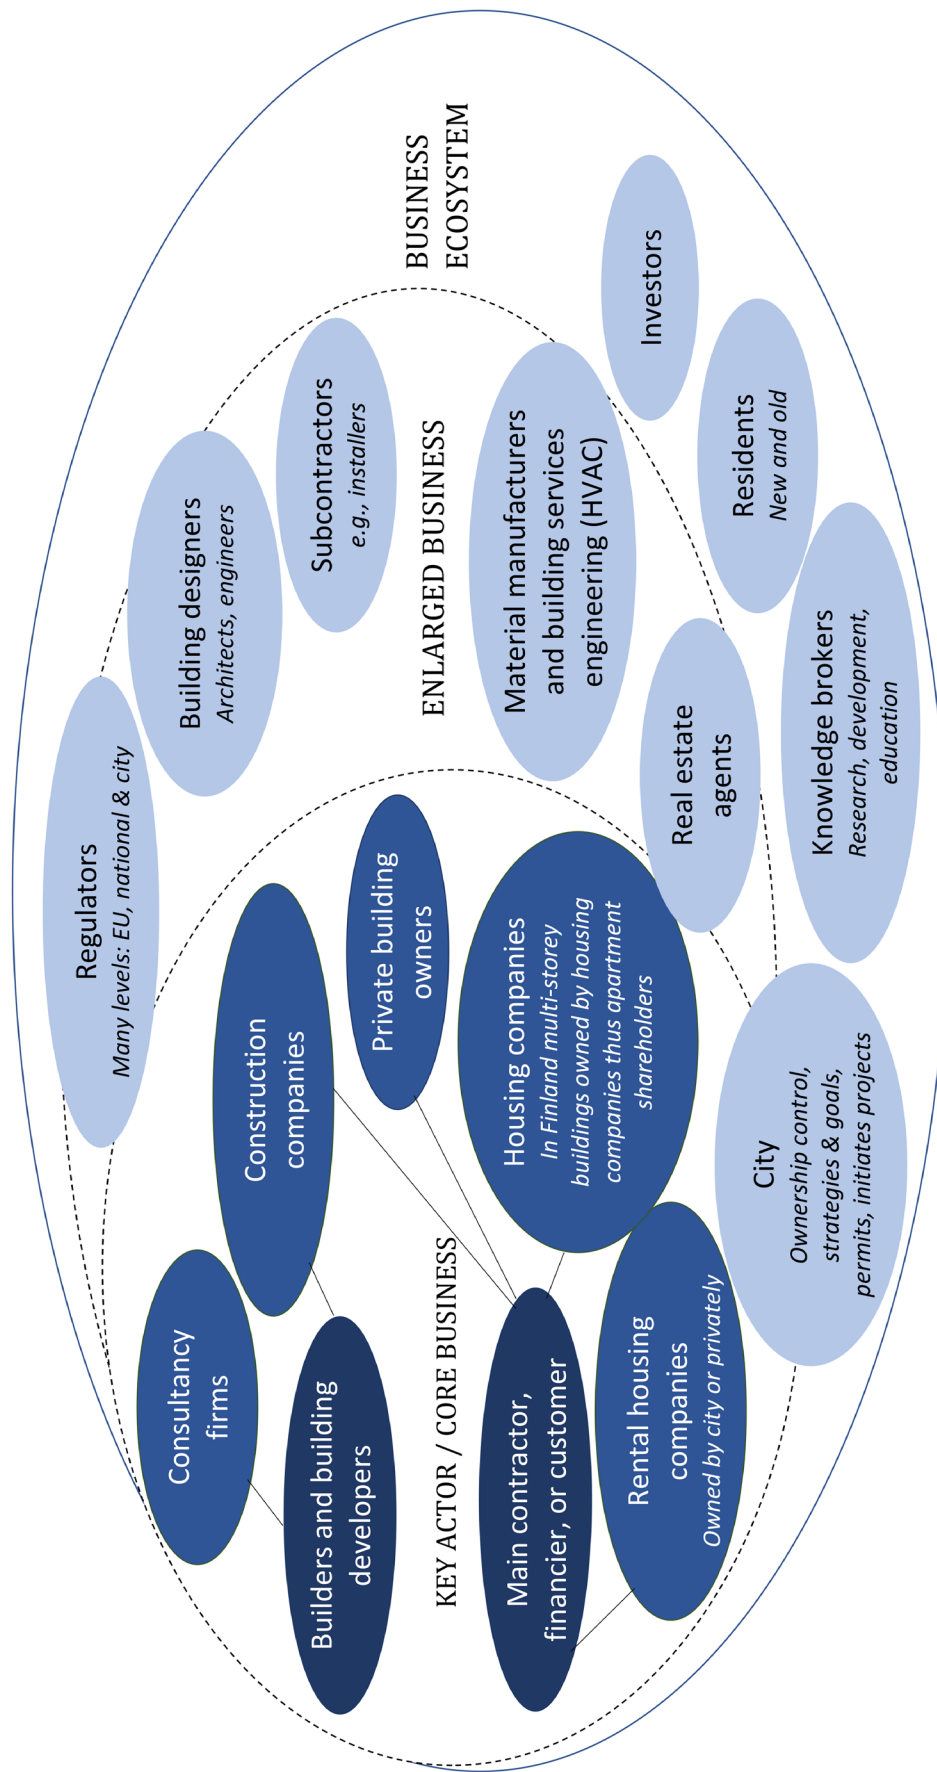 Regulators
Many levels: EU, national & city
Building designers
Architects, engineers
Subcontractors
e.g., installers
Consultancy
firms
Construction
companies
Builders and building
developers
Private building
owners
KEY ACTOR / CORE BUSINESS
ENLARGED BUSINESS
BUSINESS
ECOSYSTEM
Main contractor,
financier, or customer
Housing companies
In Finland multi-storey
buildings owned by housing
companies thus apartment
shareholders
Material manufacturers
and building services
engineering (HVAC)
Investors
Rental housing
companies
Owned by city or privately
Real estate
agents
Residents
New and old
City
Ownership control,
strategies & goals,
permits, initiates projects
Knowledge brokers
Research, development,
education